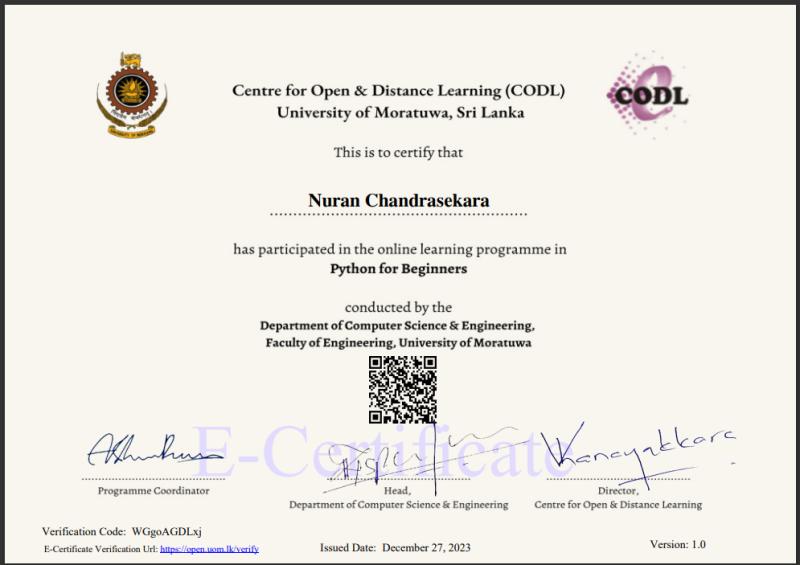 Centre for Open & Distance Learning (CODL)
University of Moratuwa, Sri Lanka
CODL
This is to certify that
Nuran Chandrasekara
has participated in the online learning programme in
Python for Beginners
conducted by the
Department of Computer Science & Engineering,
Faculty of Engineering, University of Moratuwa
E-Certificate
Programme Coordinator
Head,
Department of Computer Science & Engineering
Director,
Centre for Open & Distance Learning
Verification Code: WGgoAGDLxj
E-Certificate Verification Url: https://open.uom.lk/verify
Issued Date: December 27, 2023
Version: 1.0